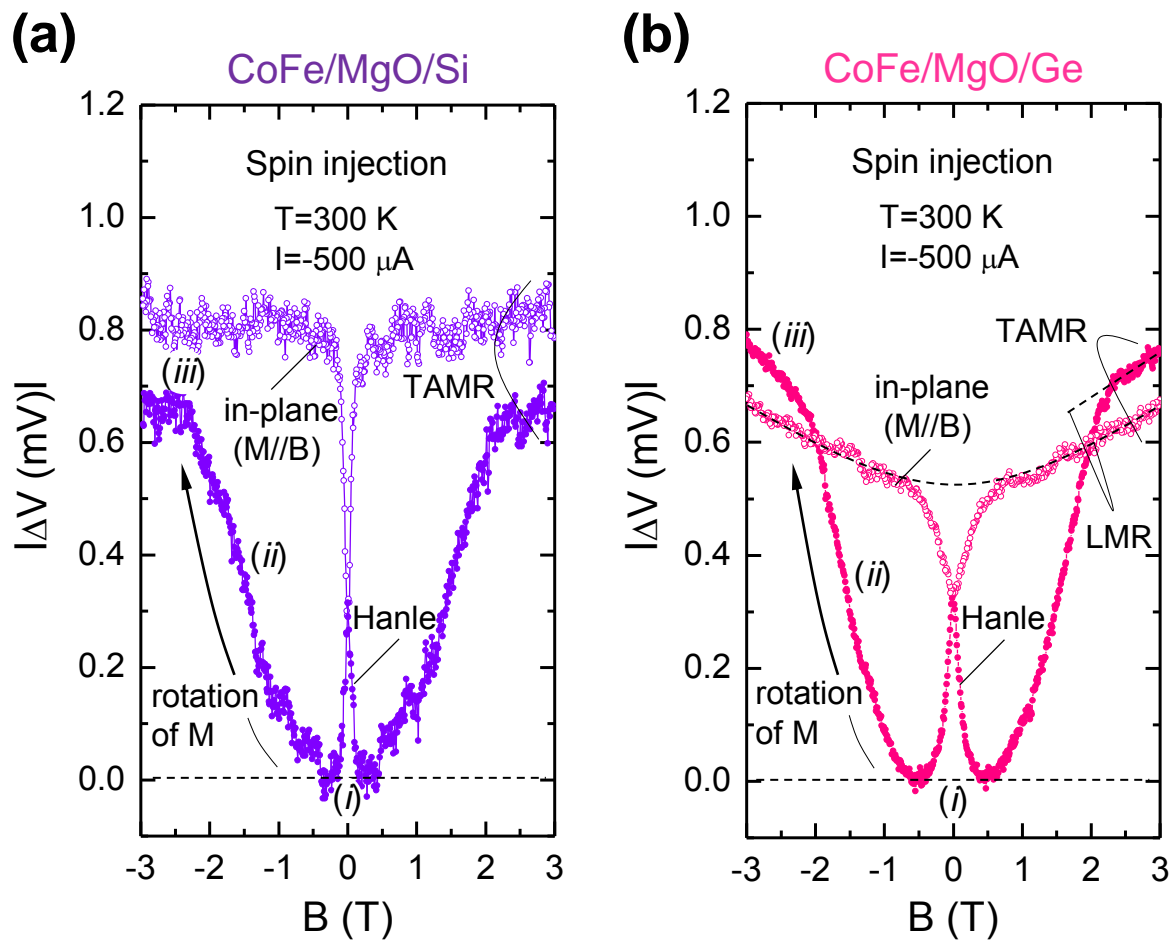 (a)
CoFe/MgO/Si
1.2
1.0
0.8
0.6
0.4
0.2
0.0
|ΔV (mV)|
Spin injection
T=300 K
I=-500 μA
(iii)
in-plane
(M//B)
TAMR
(ii)
Hanle
rotation
of M
(i)
-3 -2 -1 0 1 2 3
B (T)
(b)
CoFe/MgO/Ge
1.2
1.0
0.8
0.6
0.4
0.2
0.0
|ΔV (mV)|
Spin injection
T=300 K
I=-500 μA
(iii)
TAMR
in-plane
(M//B)
LMR
(ii)
Hanle
rotation
of M
(i)
-3 -2 -1 0 1 2 3
B (T)